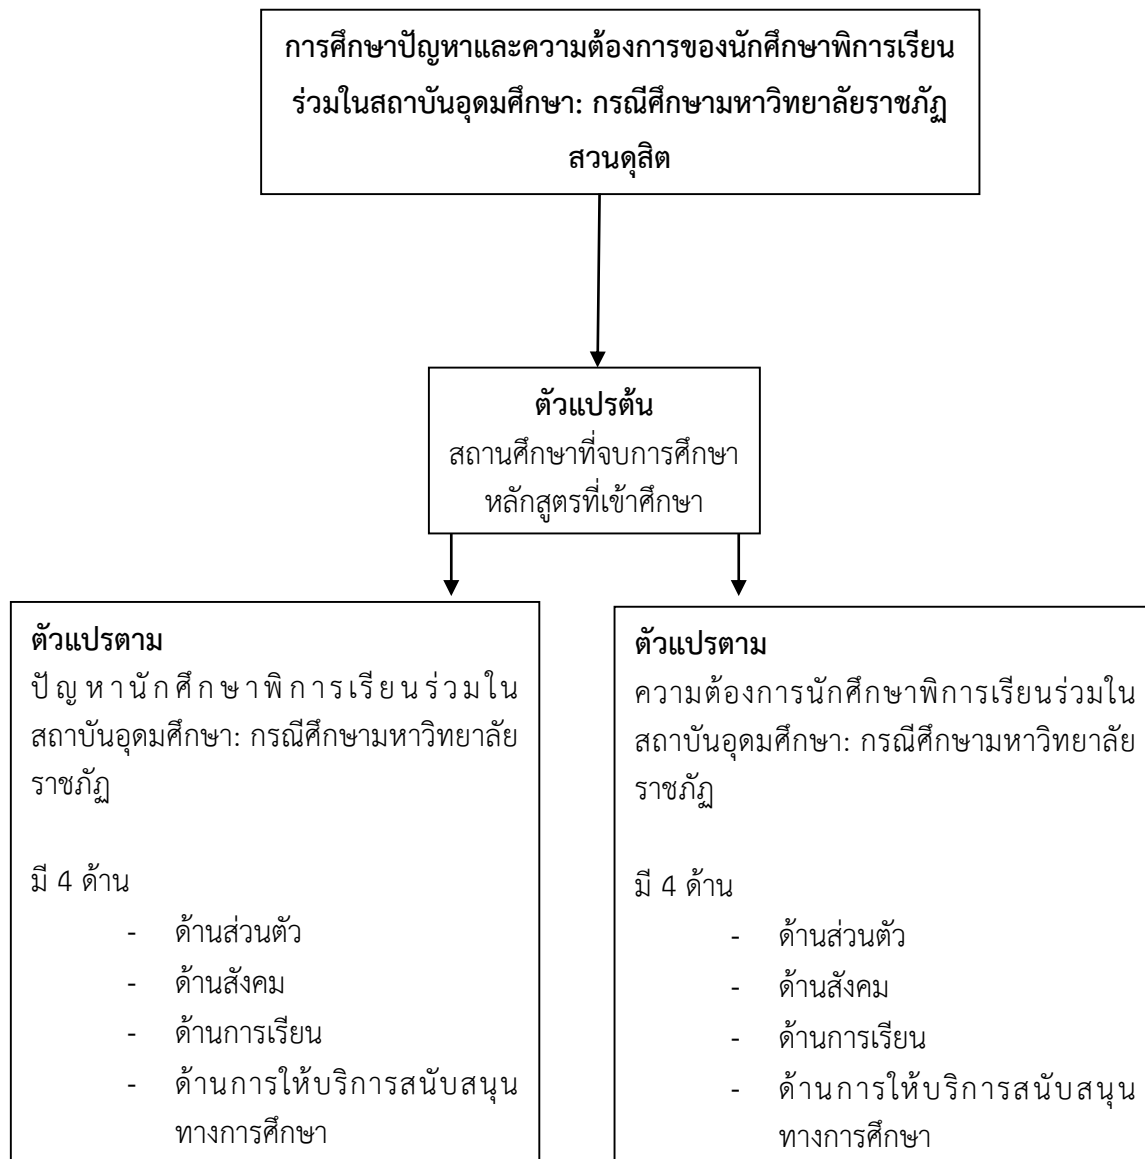 การศึกษาปัญหาและความต้องการของนักศึกษาพิการเรียน
ร่วมในสถาบันอุดมศึกษา: กรณีศึกษามหาวิทยาลัยราชภัฏ
สวนดุสิต
ตัวแปรต้น
สถานศึกษาที่จบการศึกษา
หลักสูตรที่เข้าศึกษา
ตัวแปรตาม
ปัญหานักศึกษาพิการเรียนร่วมใน
สถาบันอุดมศึกษา: กรณีศึกษามหาวิทยาลัย
ราชภัฏ
มี 4 ด้าน
- ด้านส่วนตัว
- ด้านสังคม
- ด้านการเรียน
- ด้านการให้บริการสนับสนุน
ทางการศึกษา
ตัวแปรตาม
ความต้องการนักศึกษาพิการเรียนร่วมใน
สถาบันอุดมศึกษา: กรณีศึกษามหาวิทยาลัย
ราชภัฏ
มี 4 ด้าน
- ด้านส่วนตัว
- ด้านสังคม
- ด้านการเรียน
- ด้านการให้บริการสนับสนุน
ทางการศึกษา